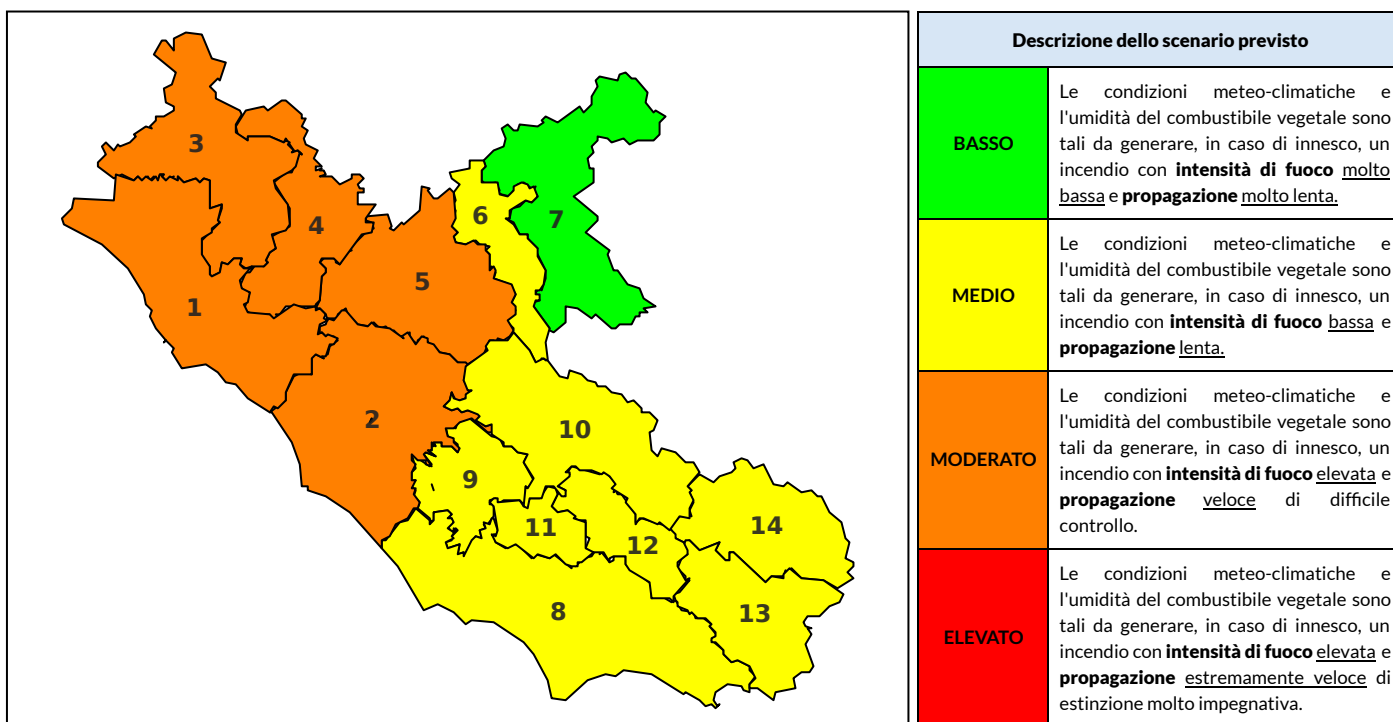 3
4
6
7
5
1
2
10
9
14
11
12
8
13
Descrizione dello scenario previsto
BASSO
Le condizioni meteo-climatiche e
l'umidità del combustibile vegetale sono
tali da generare, in caso di innesco, un
incendio con intensità di fuoco molto
bassa e propagazione molto lenta.
MEDIO
Le condizioni meteo-climatiche e
l'umidità del combustibile vegetale sono
tali da generare, in caso di innesco, un
incendio con intensità di fuoco bassa e
propagazione lenta.
MODERATO
Le condizioni meteo-climatiche e
l'umidità del combustibile vegetale sono
tali da generare, in caso di innesco, un
incendio con intensità di fuoco elevata e
propagazione veloce di difficile
controllo.
ELEVATO
Le condizioni meteo-climatiche e
l'umidità del combustibile vegetale sono
tali da generare, in caso di innesco, un
incendio con intensità di fuoco elevata e
propagazione estremamente veloce di
estinzione molto impegnativa.